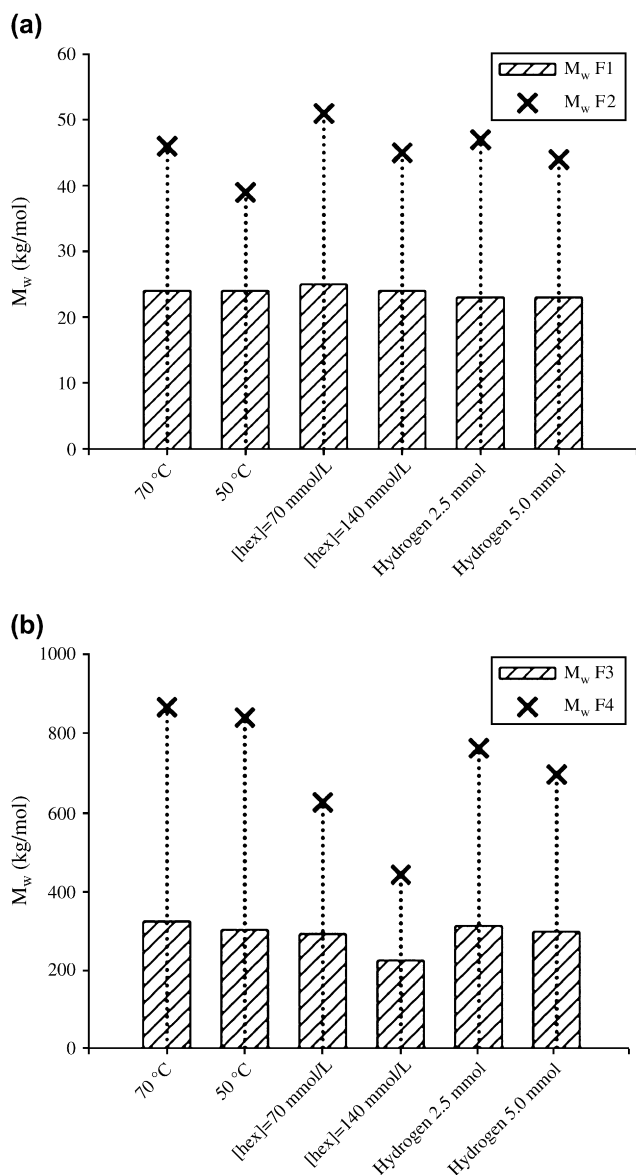 (a)
60
50
40
30
20
10
0
M_w (kg/mol)
M_w F1
M_w F2
70 °C
50 °C
[hex]=70 mmol/L
[hex]=140 mmol/L
Hydrogen 2.5 mmol
Hydrogen 5.0 mmol
(b)
1000
800
600
400
200
0
M_w (kg/mol)
M_w F3
M_w F4
70 °C
50 °C
[hex]=70 mmol/L
[hex]=140 mmol/L
Hydrogen 2.5 mmol
Hydrogen 5.0 mmol